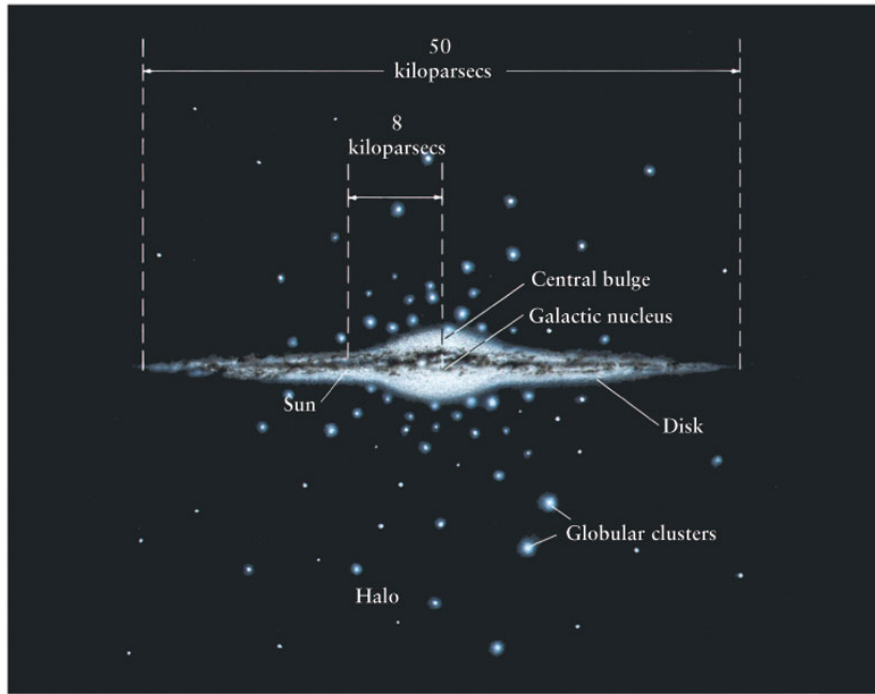 50
kiloparsecs
8
kiloparsecs
Central bulge
Galactic nucleus
Sun
Disk
Globular clusters
Halo